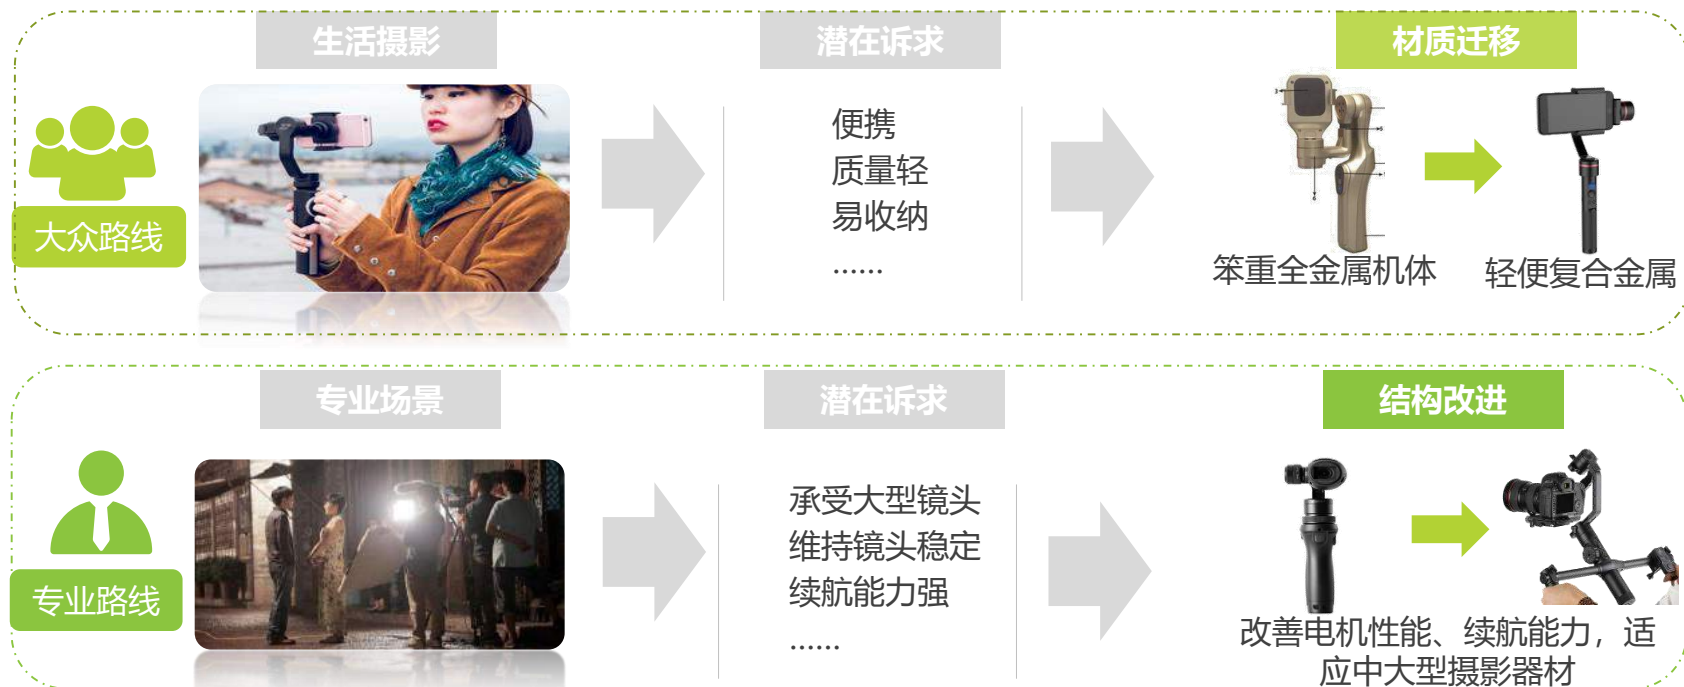 生活摄影
潜在诉求
材质迁移
大众路线
便携
质量轻
易收纳
......
笨重全金属机体
轻便复合金属
专业场景
潜在诉求
结构改进
专业路线
承受大型镜头
维持镜头稳定
续航能力强
......
改善电机性能、续航能力，适
应中大型摄影器材